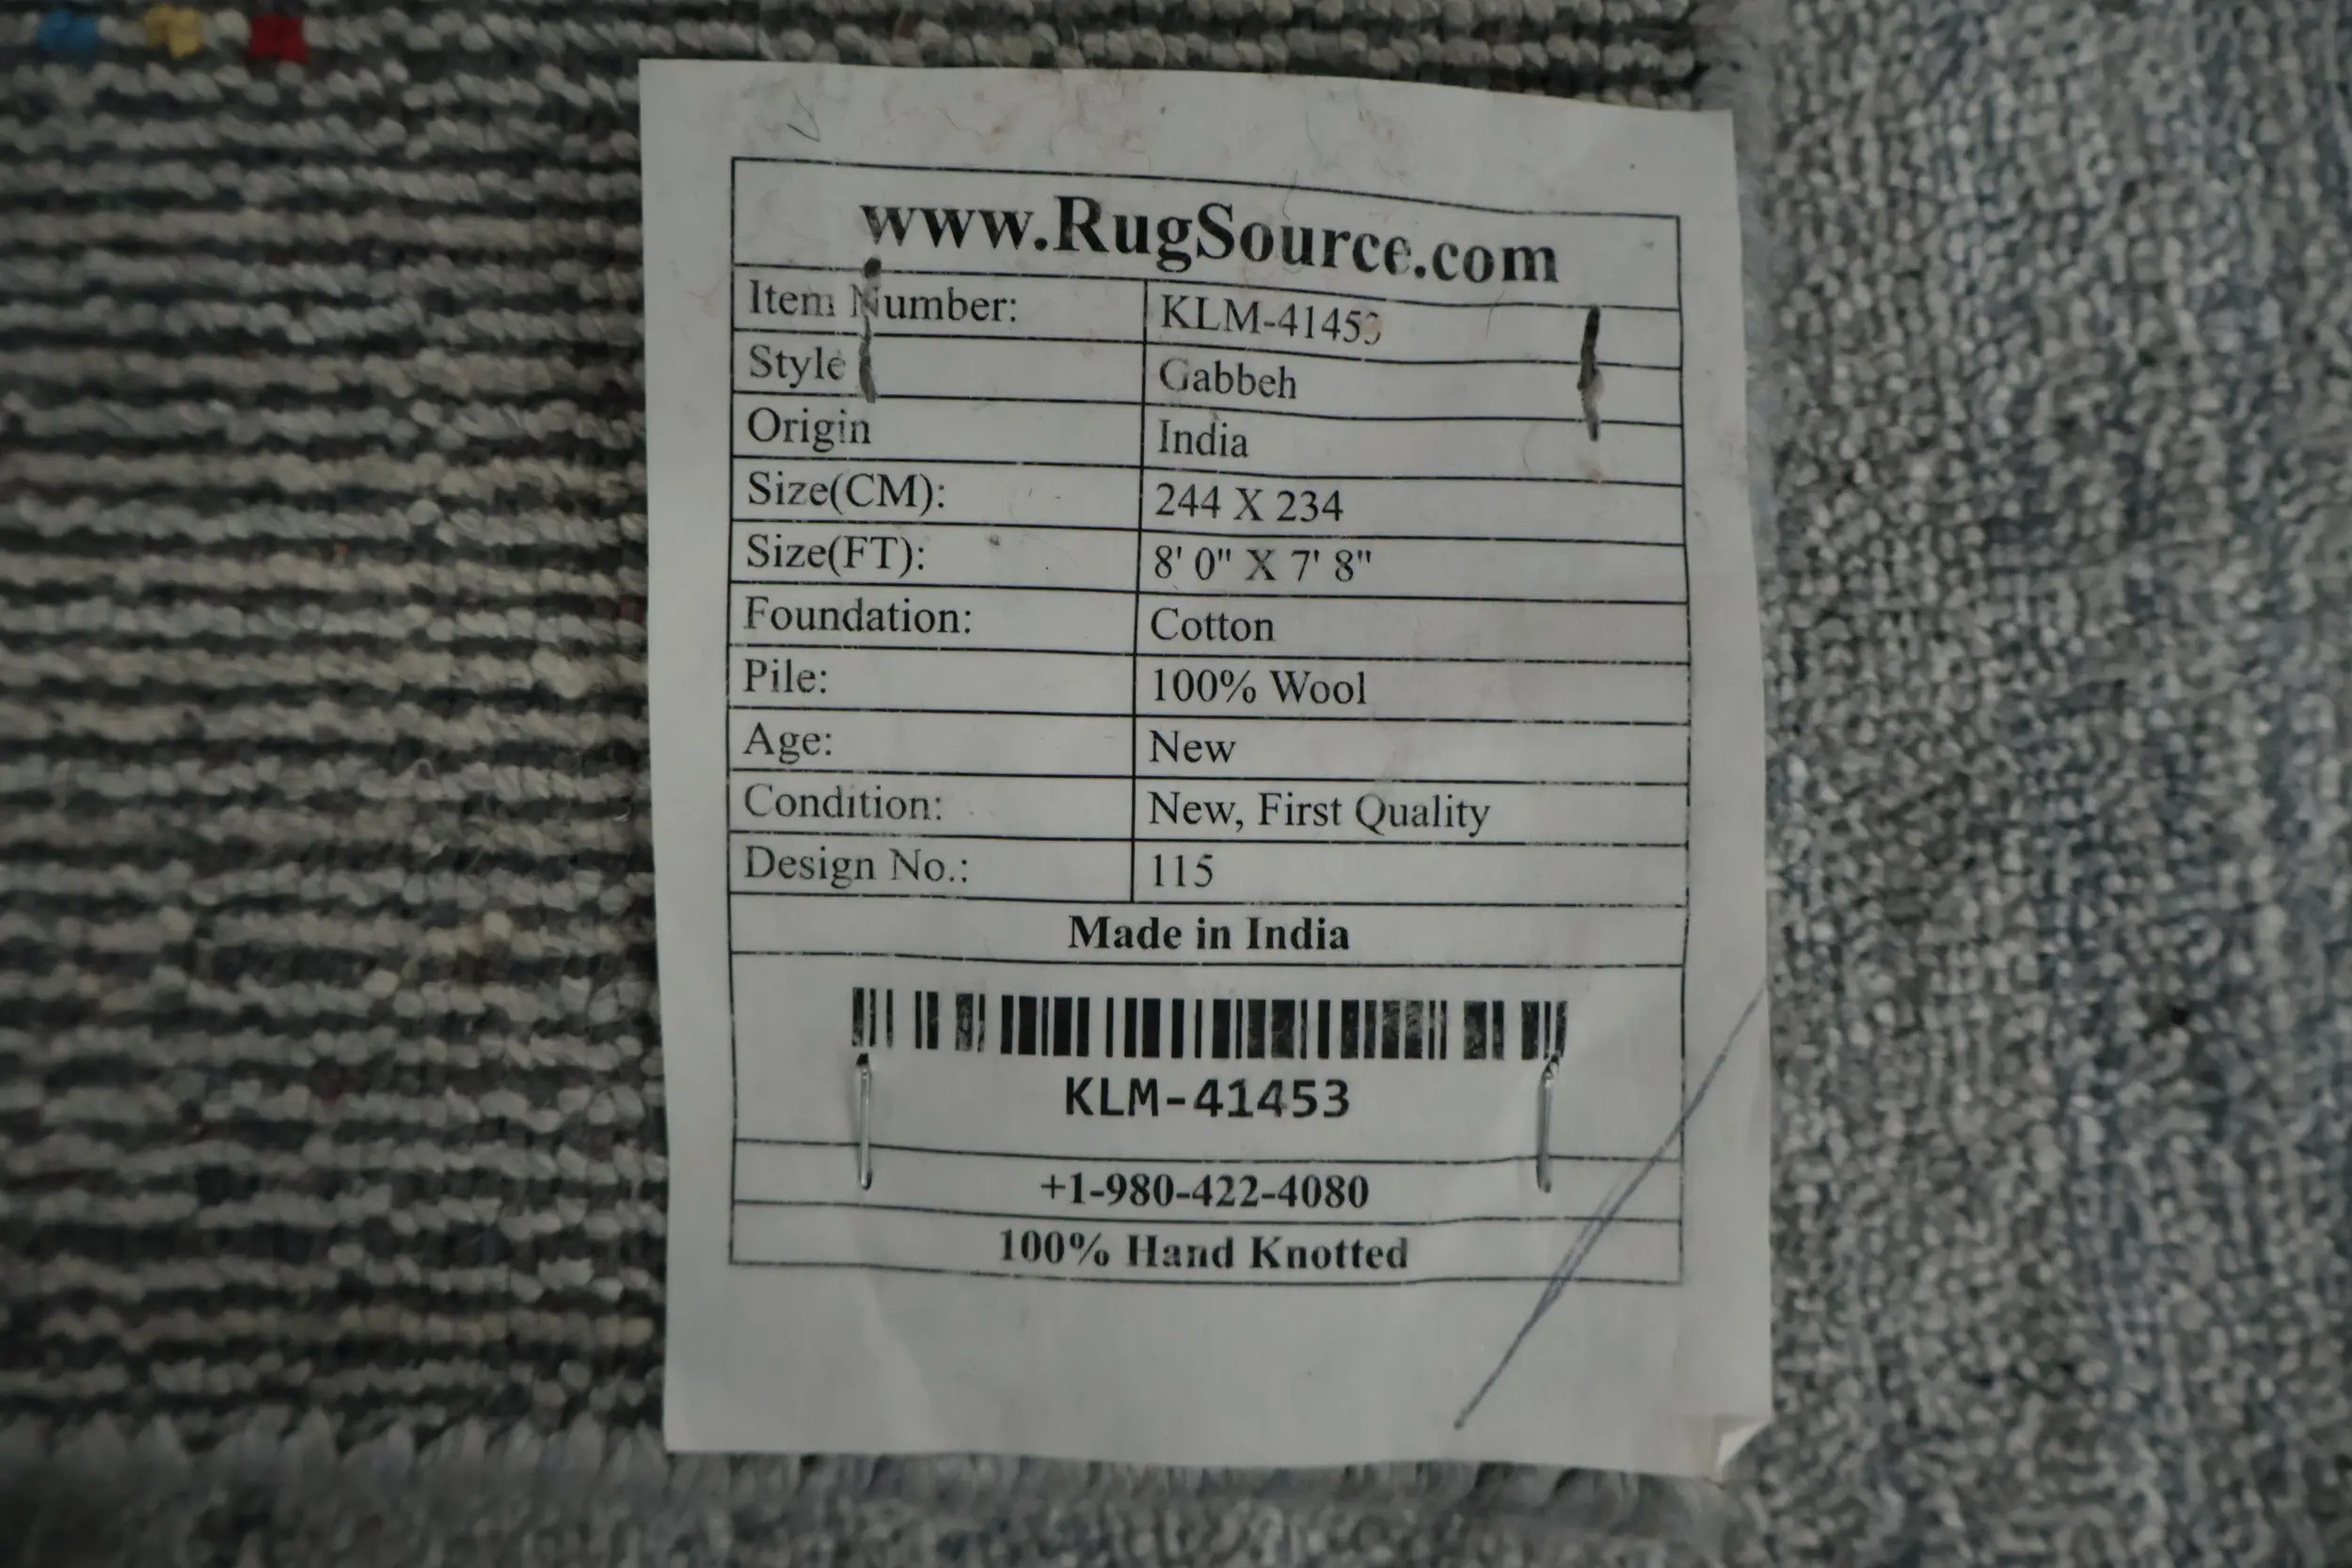 www.RugSource.com
Item Number: KLM-41453
Style Gabbeh
Origin India
Size(CM): 244 X 234
Size(FT): 8' 0" X 7' 8"
Foundation: Cotton
Pile: 100% Wool
Age: New
Condition: New, First Quality
Design No.: 115
Made in India
KLM-41453
+1-980-422-4080
100% Hand Knotted